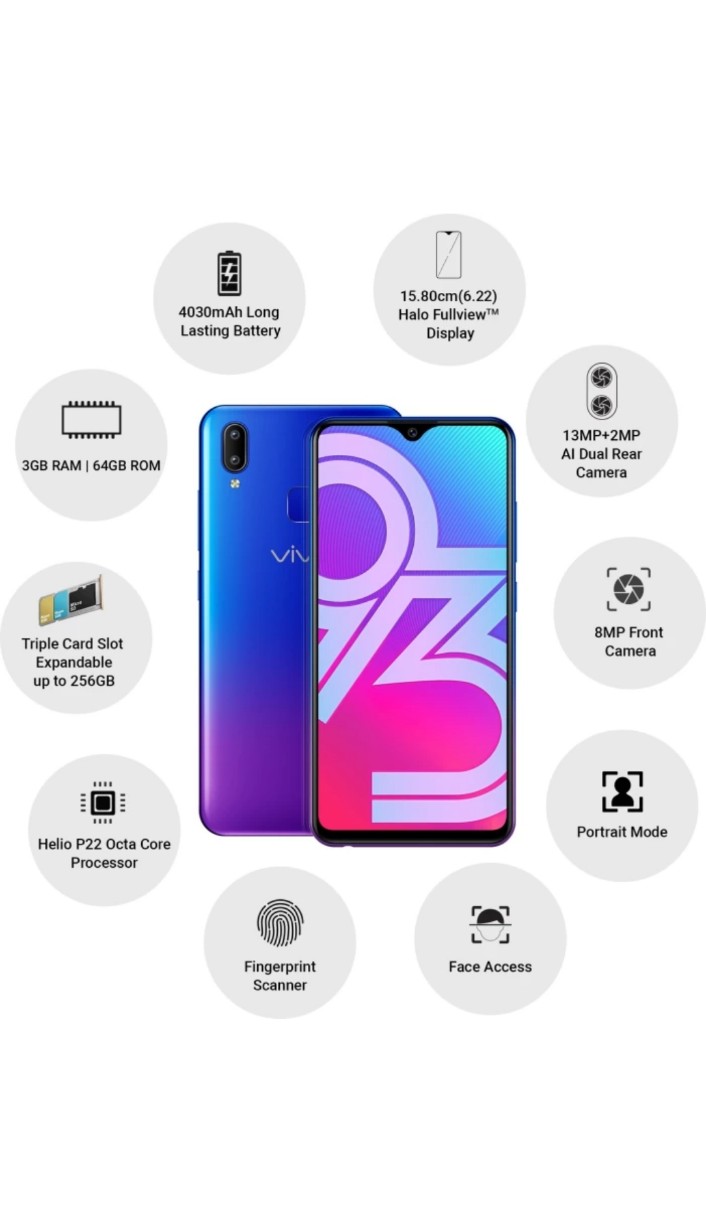 4030mAh Long
Lasting Battery
15.80cm(6.22)
Halo Fullview™
Display
3GB RAM | 64GB ROM
13MP+2MP
AI Dual Rear
Camera
Triple Card Slot
Expandable
up to 256GB
8MP Front
Camera
Helio P22 Octa Core
Processor
Portrait Mode
Fingerprint
Scanner
Face Access